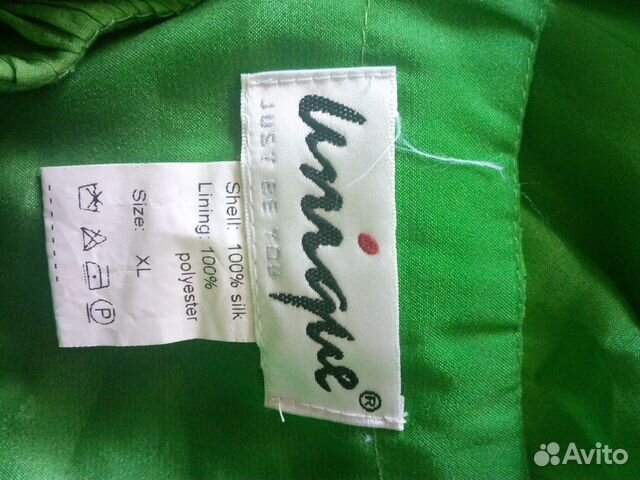 unique®
JUST BE YOU
Shell: 100% silk
Lining: 100%
polyester
Size: XL
P
Avito